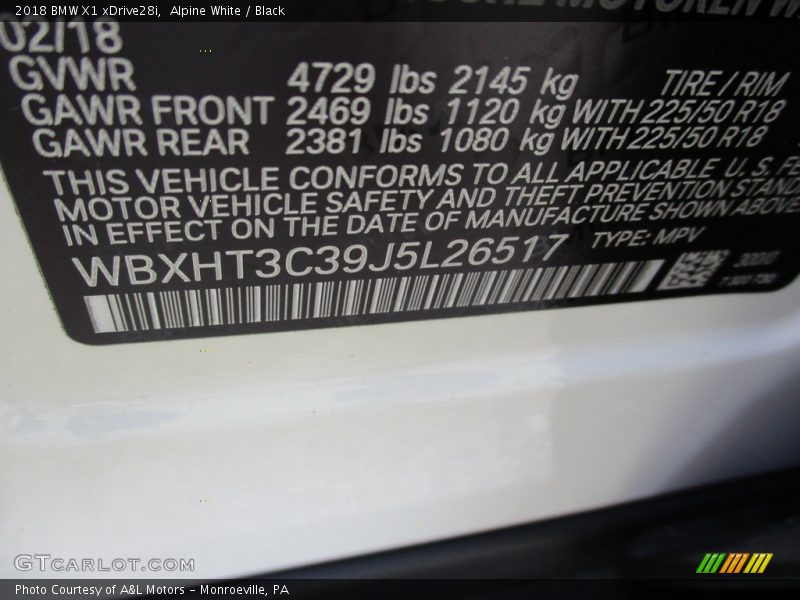 2018 BMW X1 xDrive28i, Alpine White / Black
MOTOREN
02/18
GVWR 4729 lbs 2145 kg TIRE / RIM
GAWR FRONT 2469 lbs 1120 kg WITH 225/50 R18
GAWR REAR 2381 lbs 1080 kg WITH 225/50 R18
THIS VEHICLE CONFORMS TO ALL APPLICABLE U. S. FE
MOTOR VEHICLE SAFETY AND THEFT PREVENTION STAND
IN EFFECT ON THE DATE OF MANUFACTURE SHOWN ABOVE
WBXHT3C39J5L26517 TYPE: MPV
GTCARLOT.COM
Photo Courtesy of A&L Motors – Monroeville, PA